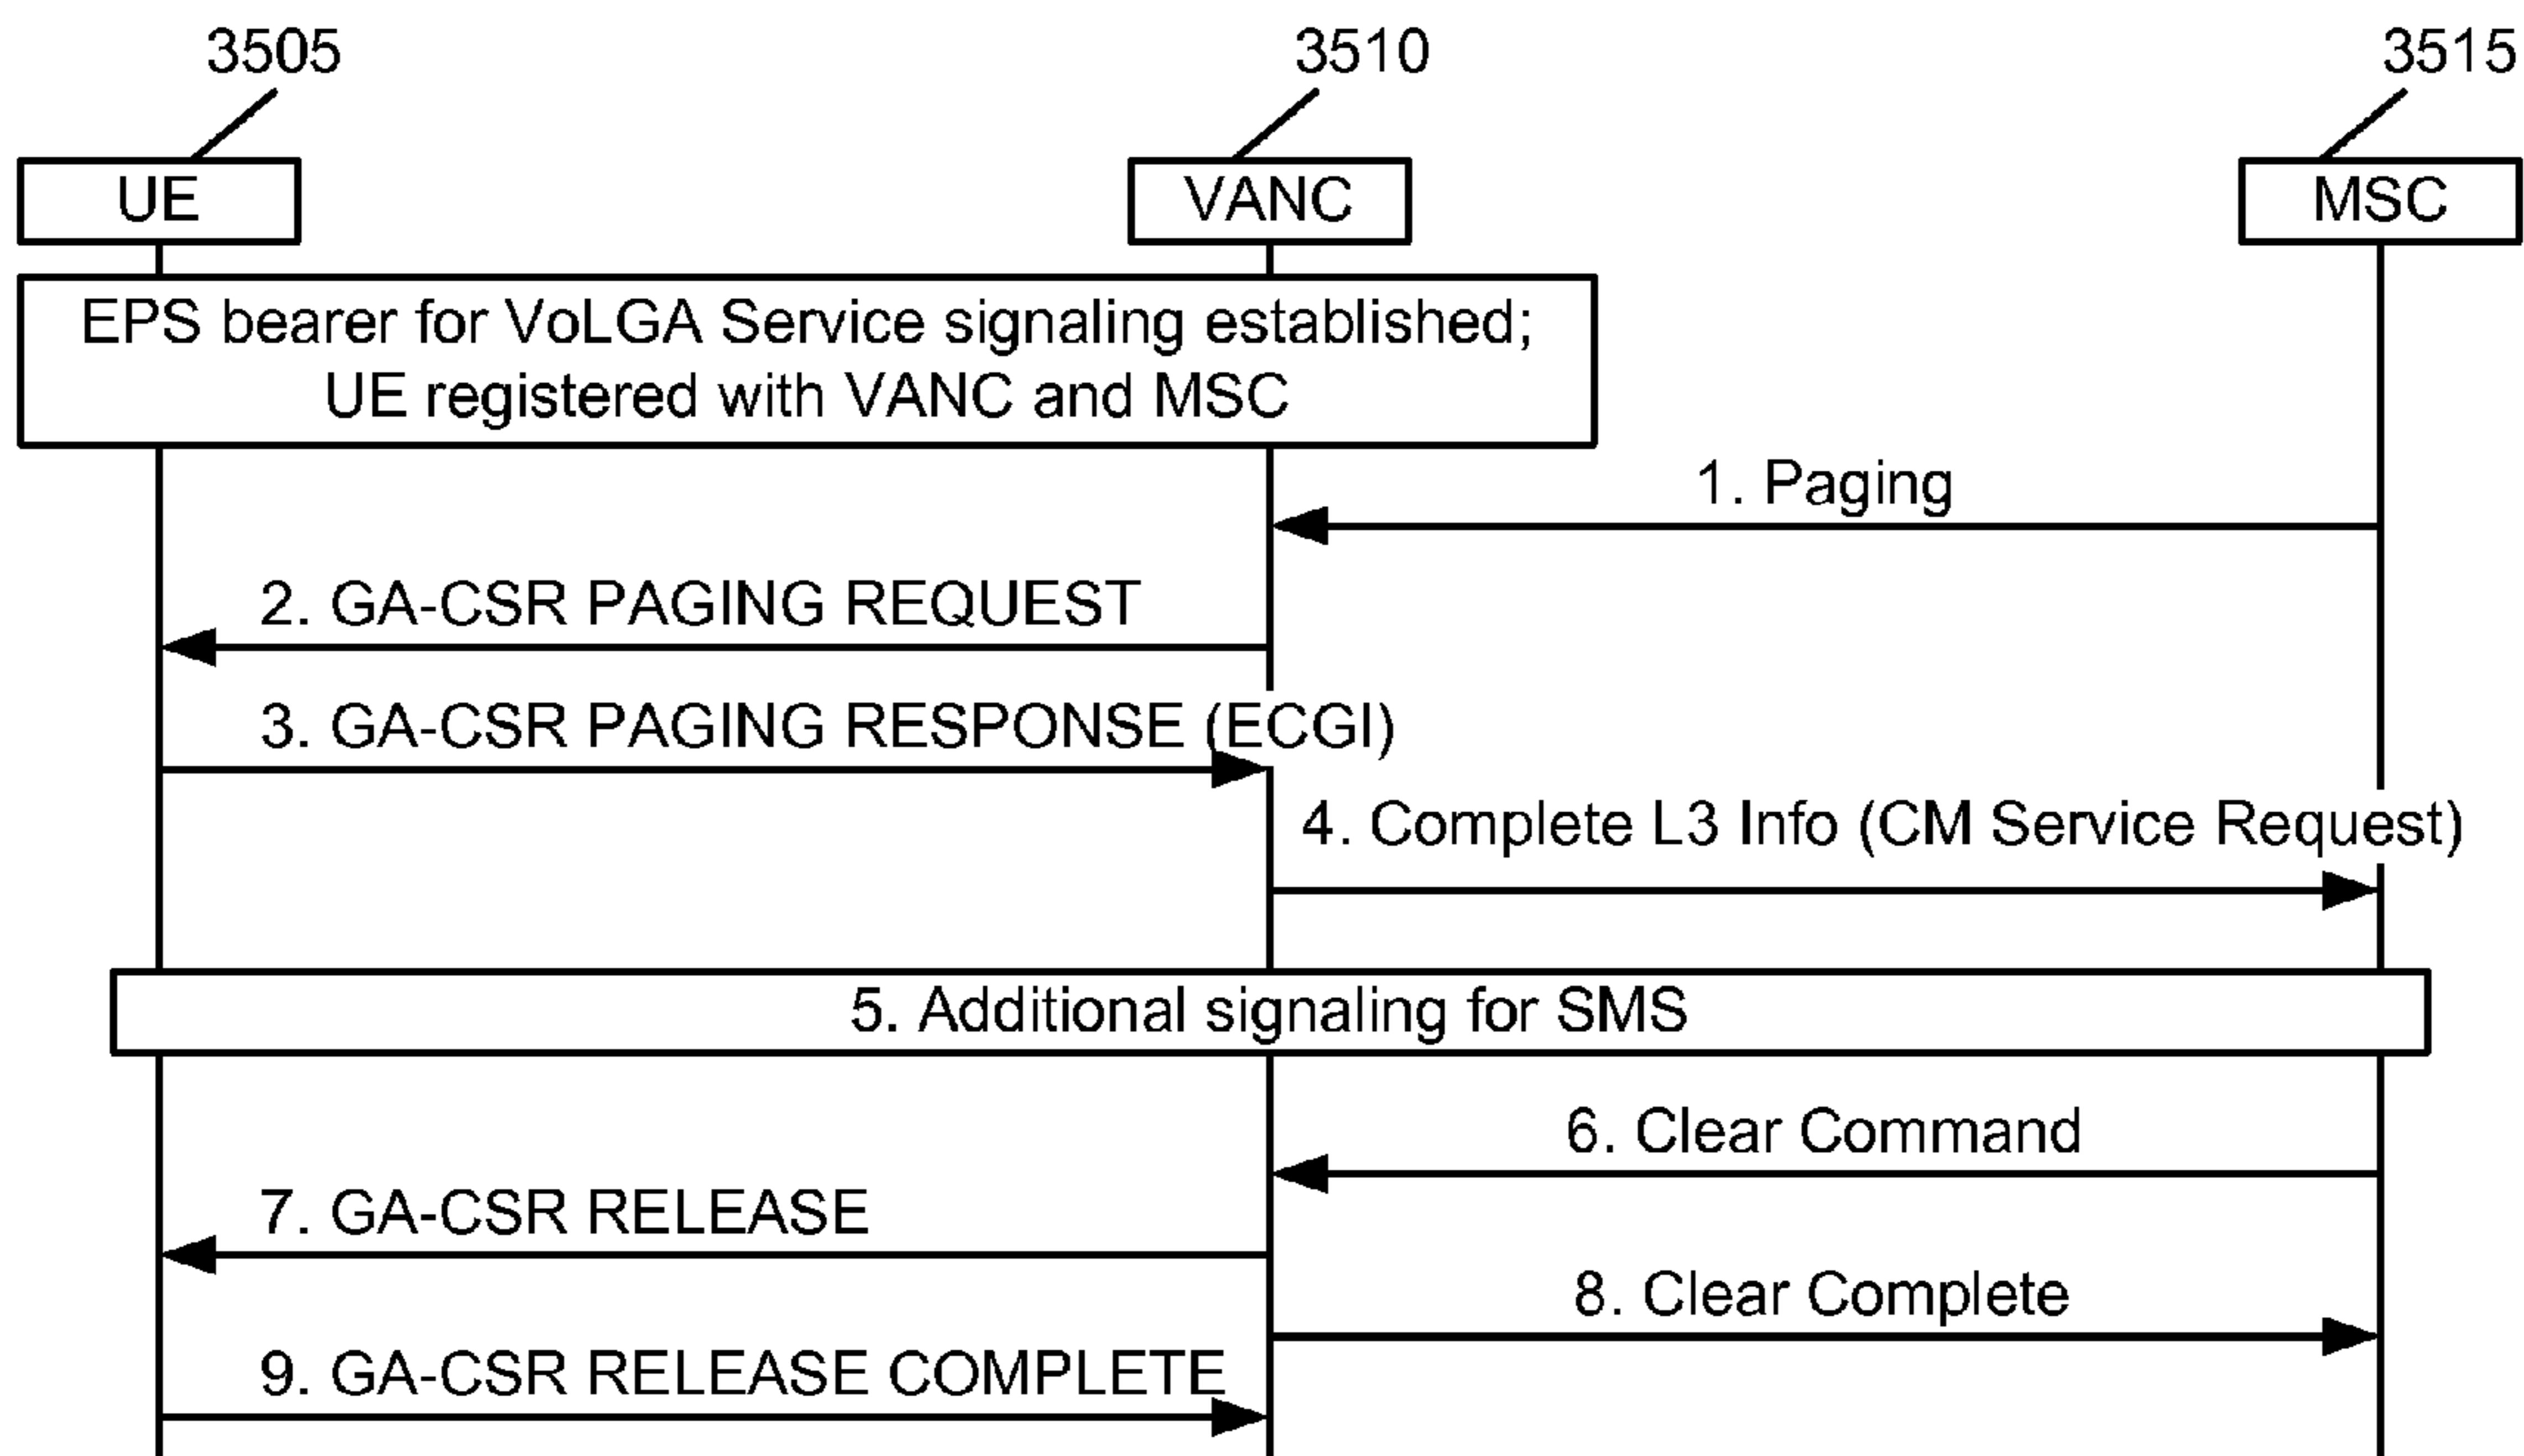 3505
3510
3515
UE
VANC
MSC
EPS bearer for VoLGA Service signaling established;
UE registered with VANC and MSC
1. Paging
2. GA-CSR PAGING REQUEST
3. GA-CSR PAGING RESPONSE (ECGI)
4. Complete L3 Info (CM Service Request)
5. Additional signaling for SMS
6. Clear Command
7. GA-CSR RELEASE
8. Clear Complete
9. GA-CSR RELEASE COMPLETE